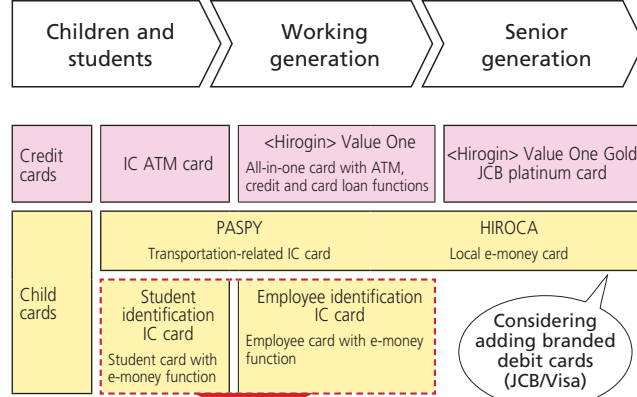 Children and
students
Working
generation
Senior
generation
Credit
cards
IC ATM card
<Hirogin> Value One
All-in-one card with ATM,
credit and card loan functions
<Hirogin> Value One Gold
JCB platinum card
Child
cards
PASPY
Transportation-related IC card
HIROCA
Local e-money card
Student
identification
IC card
Student card with
e-money function
Employee identification
IC card
Employee card with e-money
function
Considering
adding branded
debit cards
(JCB/Visa)